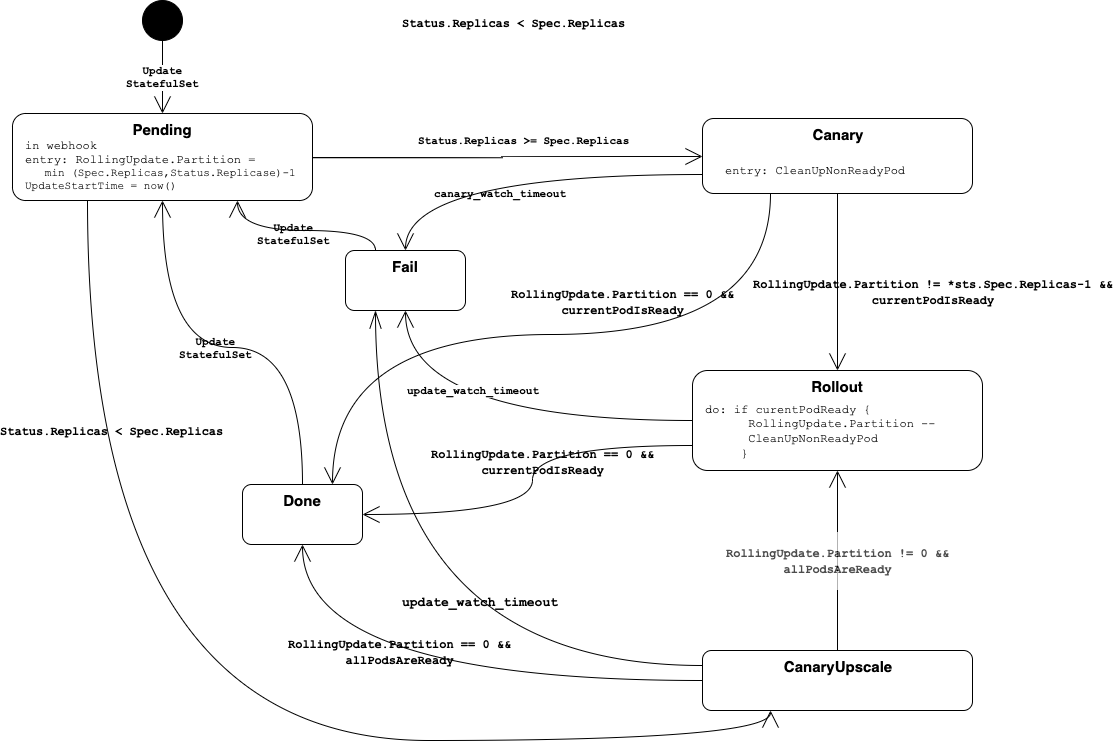 Status.Replicas < Spec.Replicas
Update
StatefulSet
Pending
in webhook
entry: RollingUpdate.Partition =
min (Spec.Replicas,Status.Replicase)-1
UpdateStartTime = now()
Status.Replicas >= Spec.Replicas
Canary
entry: CleanUpNonReadyPod
canary_watch_timeout
Update
StatefulSet
Fail
RollingUpdate.Partition == 0 &&
currentPodIsReady
RollingUpdate.Partition != *sts.Spec.Replicas-1 &&
currentPodIsReady
Update
StatefulSet
update_watch_timeout
Rollout
do: if curentPodReady {
RollingUpdate.Partition --
CleanUpNonReadyPod
}
Status.Replicas < Spec.Replicas
RollingUpdate.Partition == 0 &&
currentPodIsReady
Done
RollingUpdate.Partition != 0 &&
allPodsAreReady
update_watch_timeout
RollingUpdate.Partition == 0 &&
allPodsAreReady
CanaryUpscale